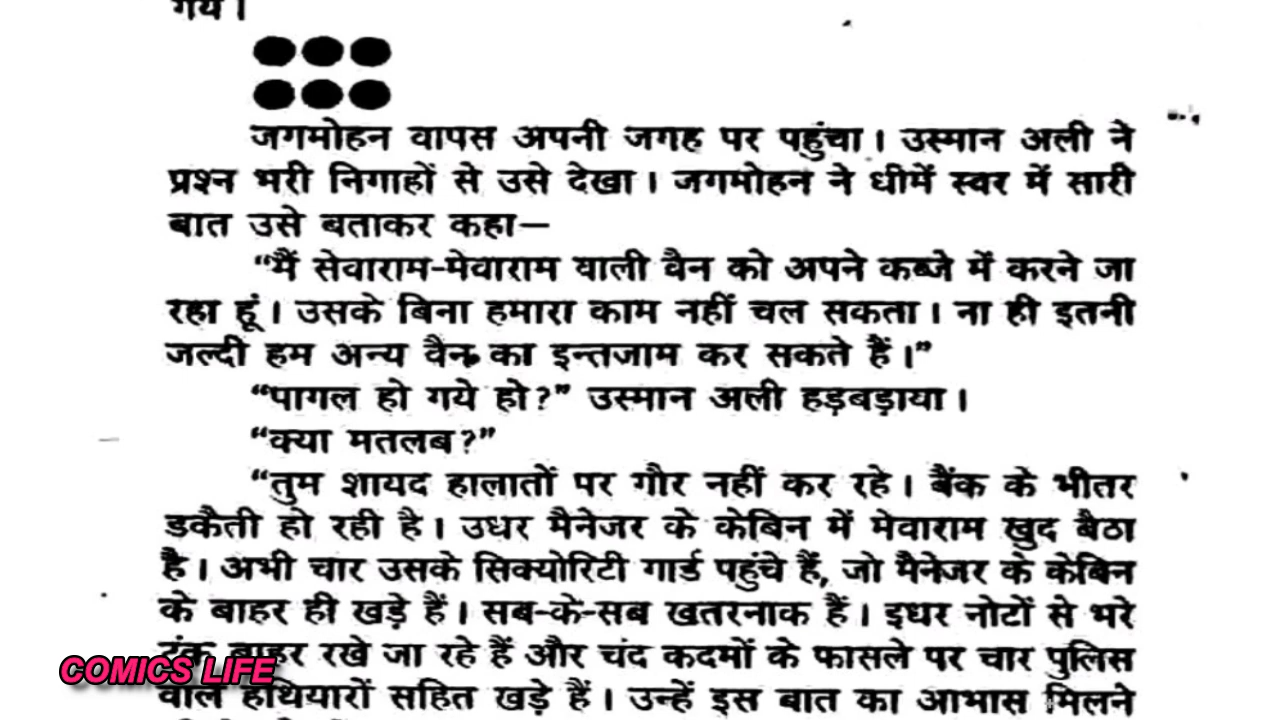 गये।
जगमोहन वापस अपनी जगह पर पहुंचा। उस्मान अली ने
प्रश्न भरी निगाहों से उसे देखा। जगमोहन ने धीमें स्वर में सारी
बात उसे बताकर कहा—
“मैं सेवाराम-मेवाराम वाली वैन को अपने कब्जे में करने जा
रहा हूं। उसके बिना हमारा काम नहीं चल सकता। ना ही इतनी
जल्दी हम अन्य वैन का इन्तजाम कर सकते हैं।”
“पागल हो गये हो?” उस्मान अली हड़बड़ाया।
“क्या मतलब?”
“तुम शायद हालातों पर गौर नहीं कर रहे। बैंक के भीतर
डकैती हो रही है। उधर मैनेजर के केबिन में मेवाराम खुद बैठा
है। अभी चार उसके सिक्योरिटी गार्ड पहुंचे हैं, जो मैनेजर के केबिन
के बाहर ही खड़े हैं। सब-के-सब खतरनाक हैं। इधर नोटों से भरे
ट्रंक बाहर रखे जा रहे हैं और चंद कदमों के फासले पर चार पुलिस
वाले हथियारों सहित खड़े हैं। उन्हें इस बात का आभास मिलने
COMICS LIFE